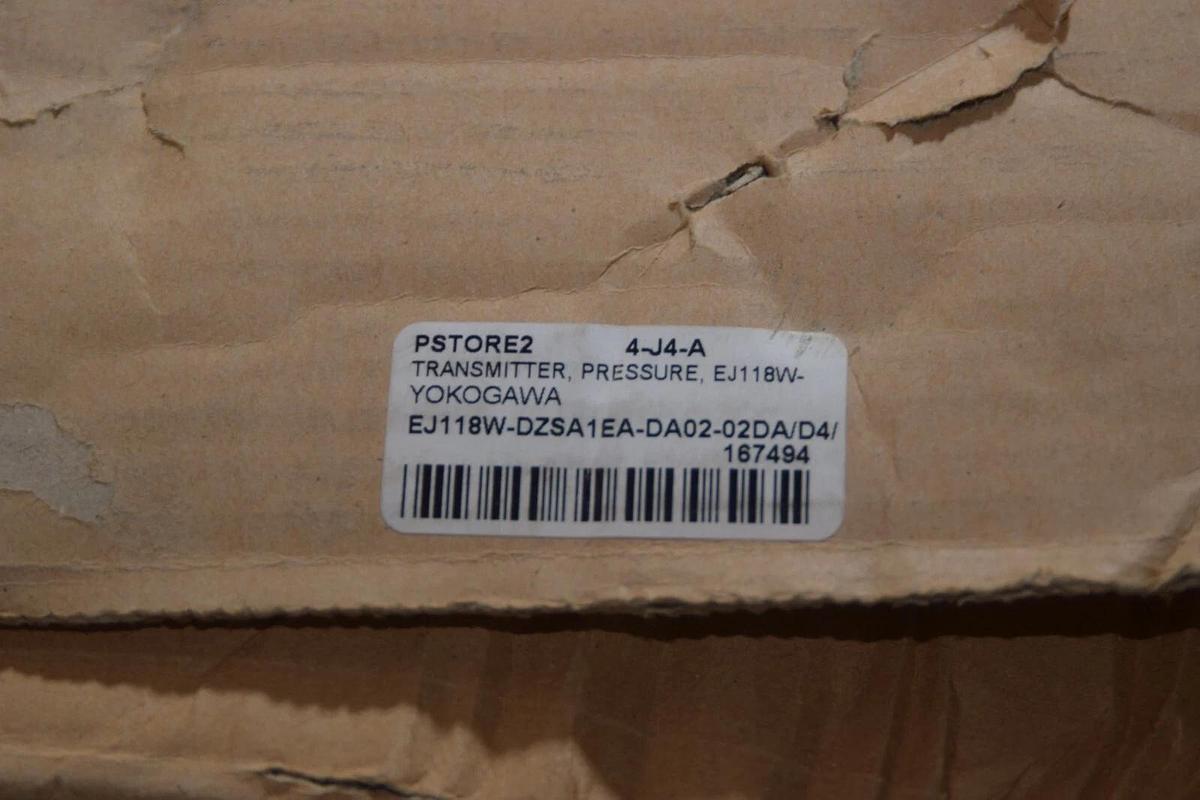 PSTORE2 4-J4-A
TRANSMITTER, PRESSURE, EJ118W-
YOKOGAWA
EJ118W-DZSA1EA-DA02-02DA/D4/
167494